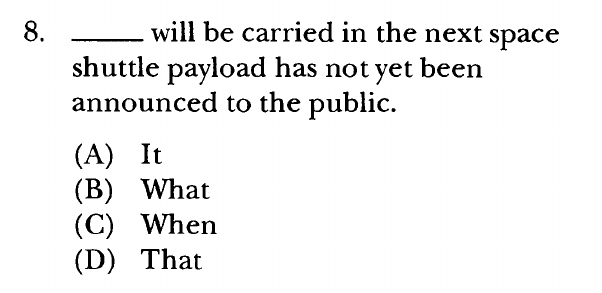 8. _____ will be carried in the next space
shuttle payload has not yet been
announced to the public.
(A) It
(B) What
(C) When
(D) That